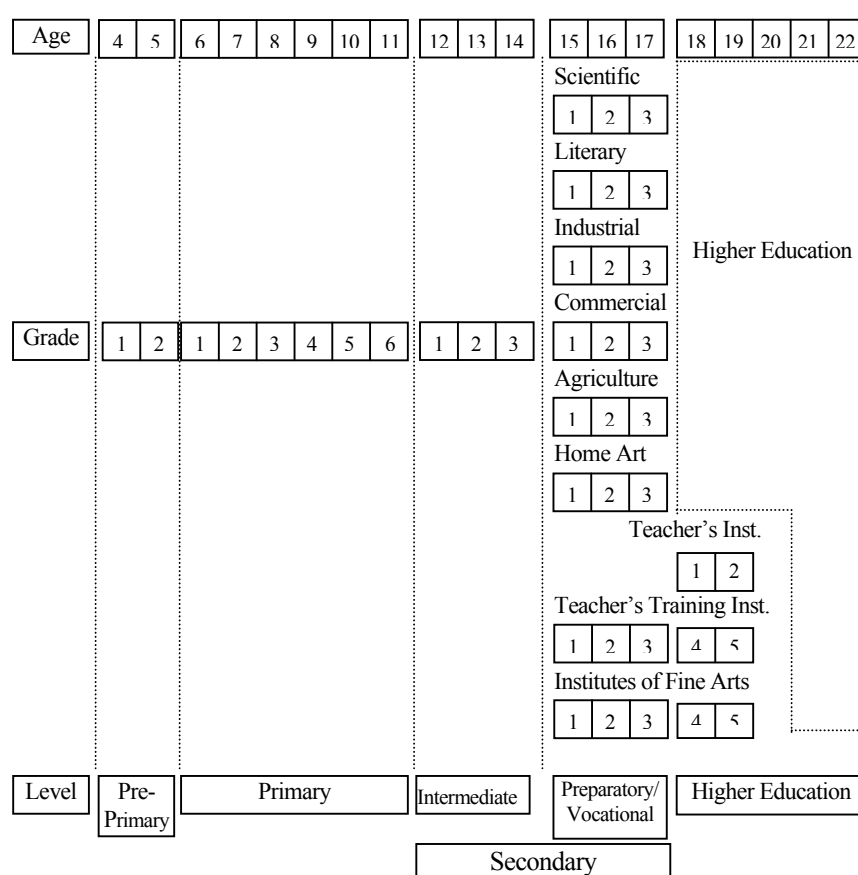 Age 4 5 6 7 8 9 10 11 12 13 14 15 16 17 18 19 20 21 22
Scientific
1 2 3
Literary
1 2 3
Industrial
1 2 3
Higher Education
Commercial
Grade 1 2 1 2 3 4 5 6 1 2 3 1 2 3
Agriculture
1 2 3
Home Art
1 2 3
Teacher’s Inst.
1 2
Teacher’s Training Inst.
1 2 3 4 5
Institutes of Fine Arts
1 2 3 4 5
Level Pre- Primary Intermediate Preparatory/ Higher Education
Primary Vocational
Secondary